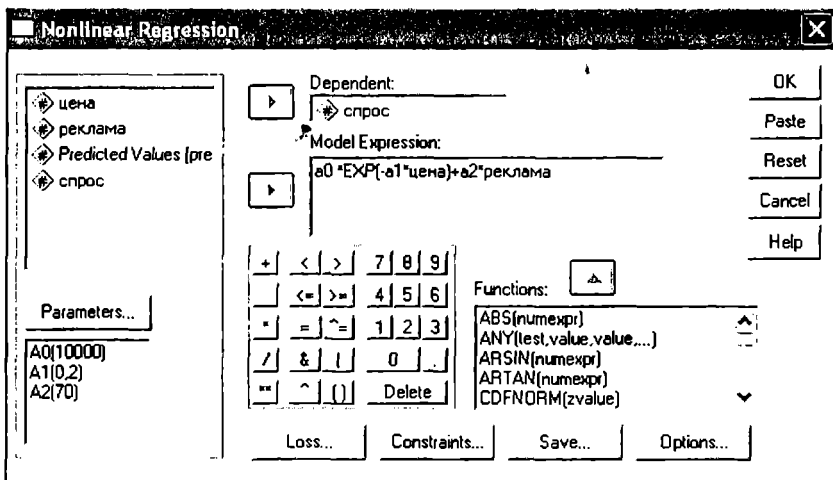 Nonlinear Regression
цена
реклама
Predicted Values [pre
спрос
Parameters...
A0(10000)
A1(0,2)
A2(70)
Dependent:
спрос
Model Expression:
a0 *EXP(-a1*цена)+a2*реклама
+ < > 7 8 9
<= >= 4 5 6
* = ~= 1 2 3
/ & | 0 .
** ~ () Delete
Functions:
ABS(numexpr)
ANY(test,value,value,...)
ARSIN(numexpr)
ARTAN(numexpr)
CDFNORM(zvalue)
Loss...
Constraints...
Save...
Options...
OK
Paste
Reset
Cancel
Help